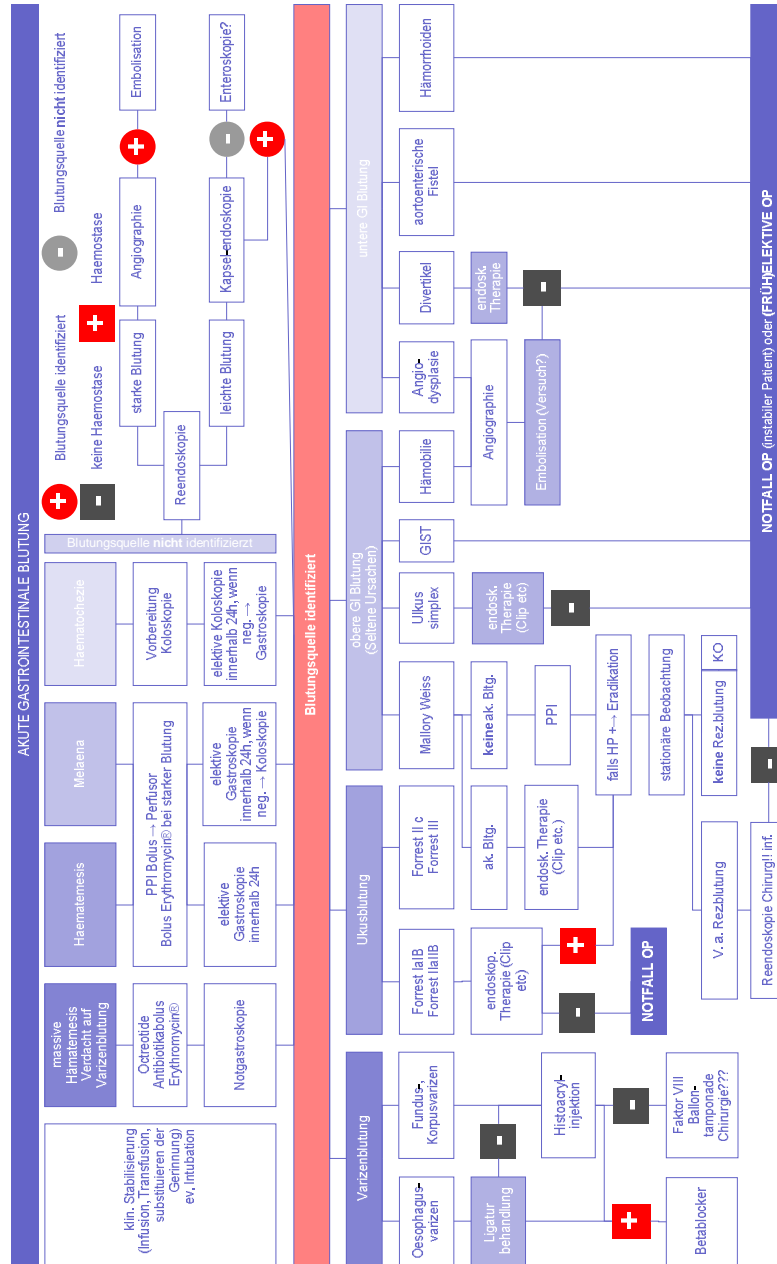 AKUTE GASTROINTESTINALE BLUTUNG
klin. Stabilisierung
(Infusion, Transfusion,
substituieren der
Gerinnung)
ev, Intubation
massive
Hämatemesis
Verdacht auf
Varizenblutung
Octreotide
Antibiotikabolus
Erythromycin®
Notgastroskopie
Haematemesis
Melaena
PPI Bolus → Perfusor
Bolus Erythromycin® bei starker Blutung
elektive
Gastroskopie
innerhalb 24h
elektive
Gastroskopie
innerhalb 24h, wenn
neg. → Koloskopie
Haematochezie
Vorbereitung
Koloskopie
elektive Koloskopie
innerhalb 24h, wenn
neg. →
Gastroskopie
+ Blutungsquelle identifiziert
- Blutungsquelle nicht identifiziert
- keine Haemostase
+ Haemostase
Blutungsquelle nicht identifizierzt
Reendoskopie
starke Blutung
Angiographie
+
Embolisation
leichte Blutung
Kapsel-endoskopie
-
Enteroskopie?
+
Blutungsquelle identifiziert
Varizenblutung
Oesophagus-
varizen
Fundus-,
Korpusvarizen
Ligatur
behandlung
-
Histoacryl-
injektion
+
-
Betablocker
Faktor VIII
Ballon-
tamponade
Chirurgie???
Ukusblutung
Forrest IaIB
Forrest IIaIIB
Forrest II c
Forrest III
endoskop.
Therapie (Clip
etc)
-
+
NOTFALL OP
obere GI Blutung
(Seltene Ursachen)
Mallory Weiss
ak. Bltg.
keine ak. Bltg.
endosk. Therapie
(Clip etc.)
PPI
falls HP +→ Eradikation
stationäre Beobachtung
V. a. Rez.blutung
keine Rez.blutung
KO
Reendoskopie Chirurg!! inf.
-
Ulkus
simplex
endosk.
Therapie
(Clip etc)
-
GIST
Hämobilie
untere GI Blutung
Angio-
dysplasie
Angiographie
Embolisation (Versuch?)
Divertikel
endosk.
Therapie
-
aortoenterische
Fistel
Hämorrhoiden
NOTFALL OP (instabiler Patient) oder (FRÜH)ELEKTIVE OP